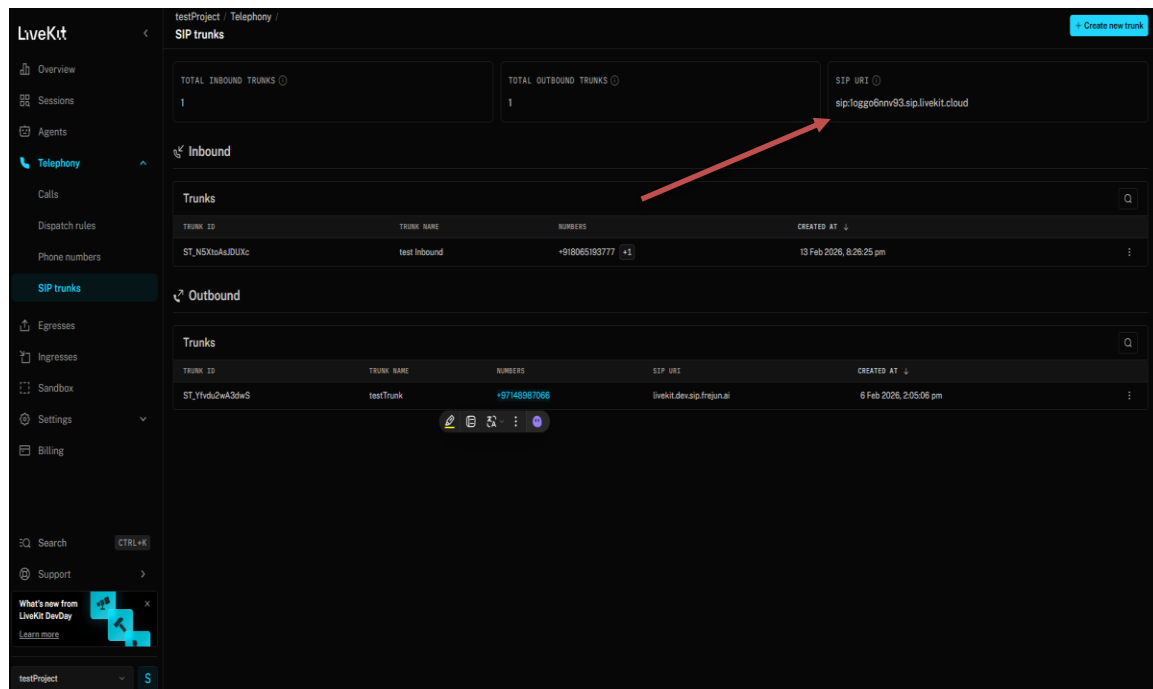 LiveKit
testProject / Telephony /
SIP trunks
+ Create new trunk
Overview
Sessions
Agents
Telephony
Calls
Dispatch rules
Phone numbers
SIP trunks
Egresses
Ingresses
Sandbox
Settings
Billing
TOTAL INBOUND TRUNKS
1
TOTAL OUTBOUND TRUNKS
1
SIP URI
sip:1oggo6nnv93.sip.livekit.cloud
Inbound
Trunks
TRUNK ID TRUNK NAME NUMBERS CREATED AT ↓
ST_N5XtoAsJDUXc test Inbound +918065193777 +1 13 Feb 2026, 8:26:25 pm
Outbound
Trunks
TRUNK ID TRUNK NAME NUMBERS SIP URI CREATED AT ↓
ST_Yfvdu2wA3dwS testTrunk +97148987066 livekit.dev.sip.frejun.ai 6 Feb 2026, 2:05:06 pm
Search CTRL+K
Support
What's new from X
LiveKit DevDay
Learn more
testProject S